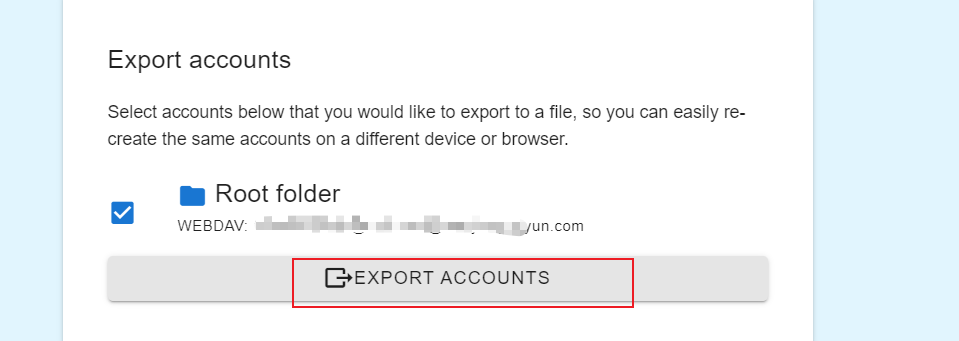 Export accounts
Select accounts below that you would like to export to a file, so you can easily re-
create the same accounts on a different device or browser.
Root folder
WEBDAV: yun.com
EXPORT ACCOUNTS